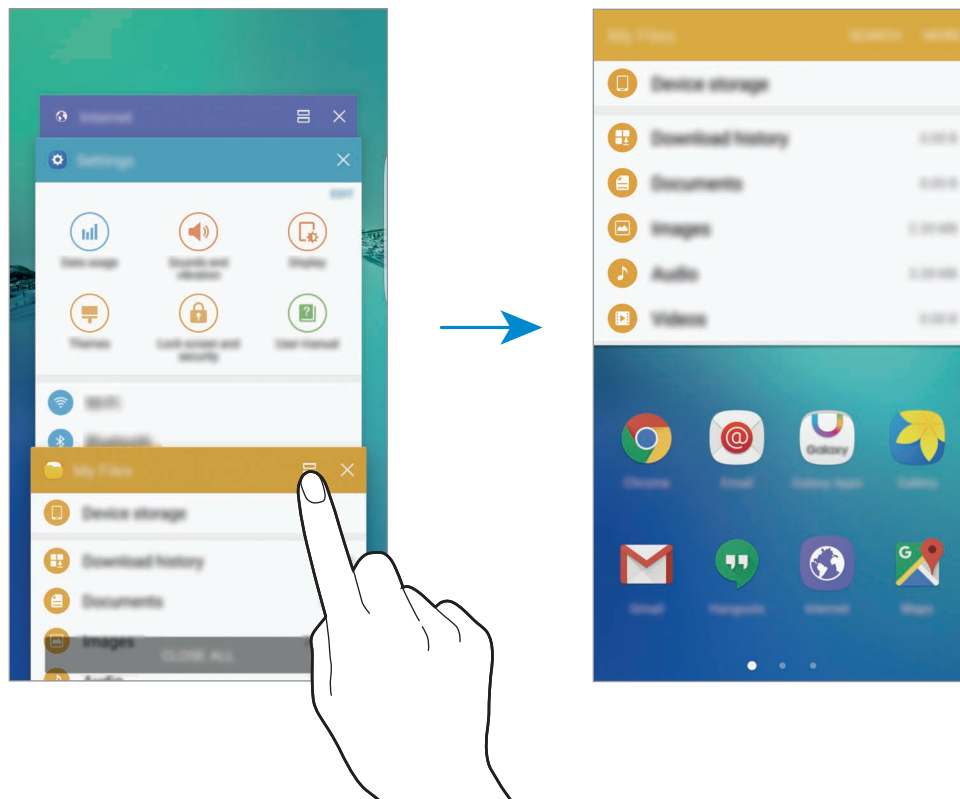 Internet
Settings
EDIT
Data usage
Sounds and
vibration
Display
Themes
Lock screen and
security
User manual
Wi-Fi
Bluetooth
My Files
Device storage
Download history
Documents
Images
CLOSE ALL
Audio
My Files
SEARCH MORE
Device storage
Download history
Documents
Images
Audio
Videos
Galaxy
Chrome
Email
Galaxy Apps
Gallery
G
Gmail
Hangouts
Internet
Maps